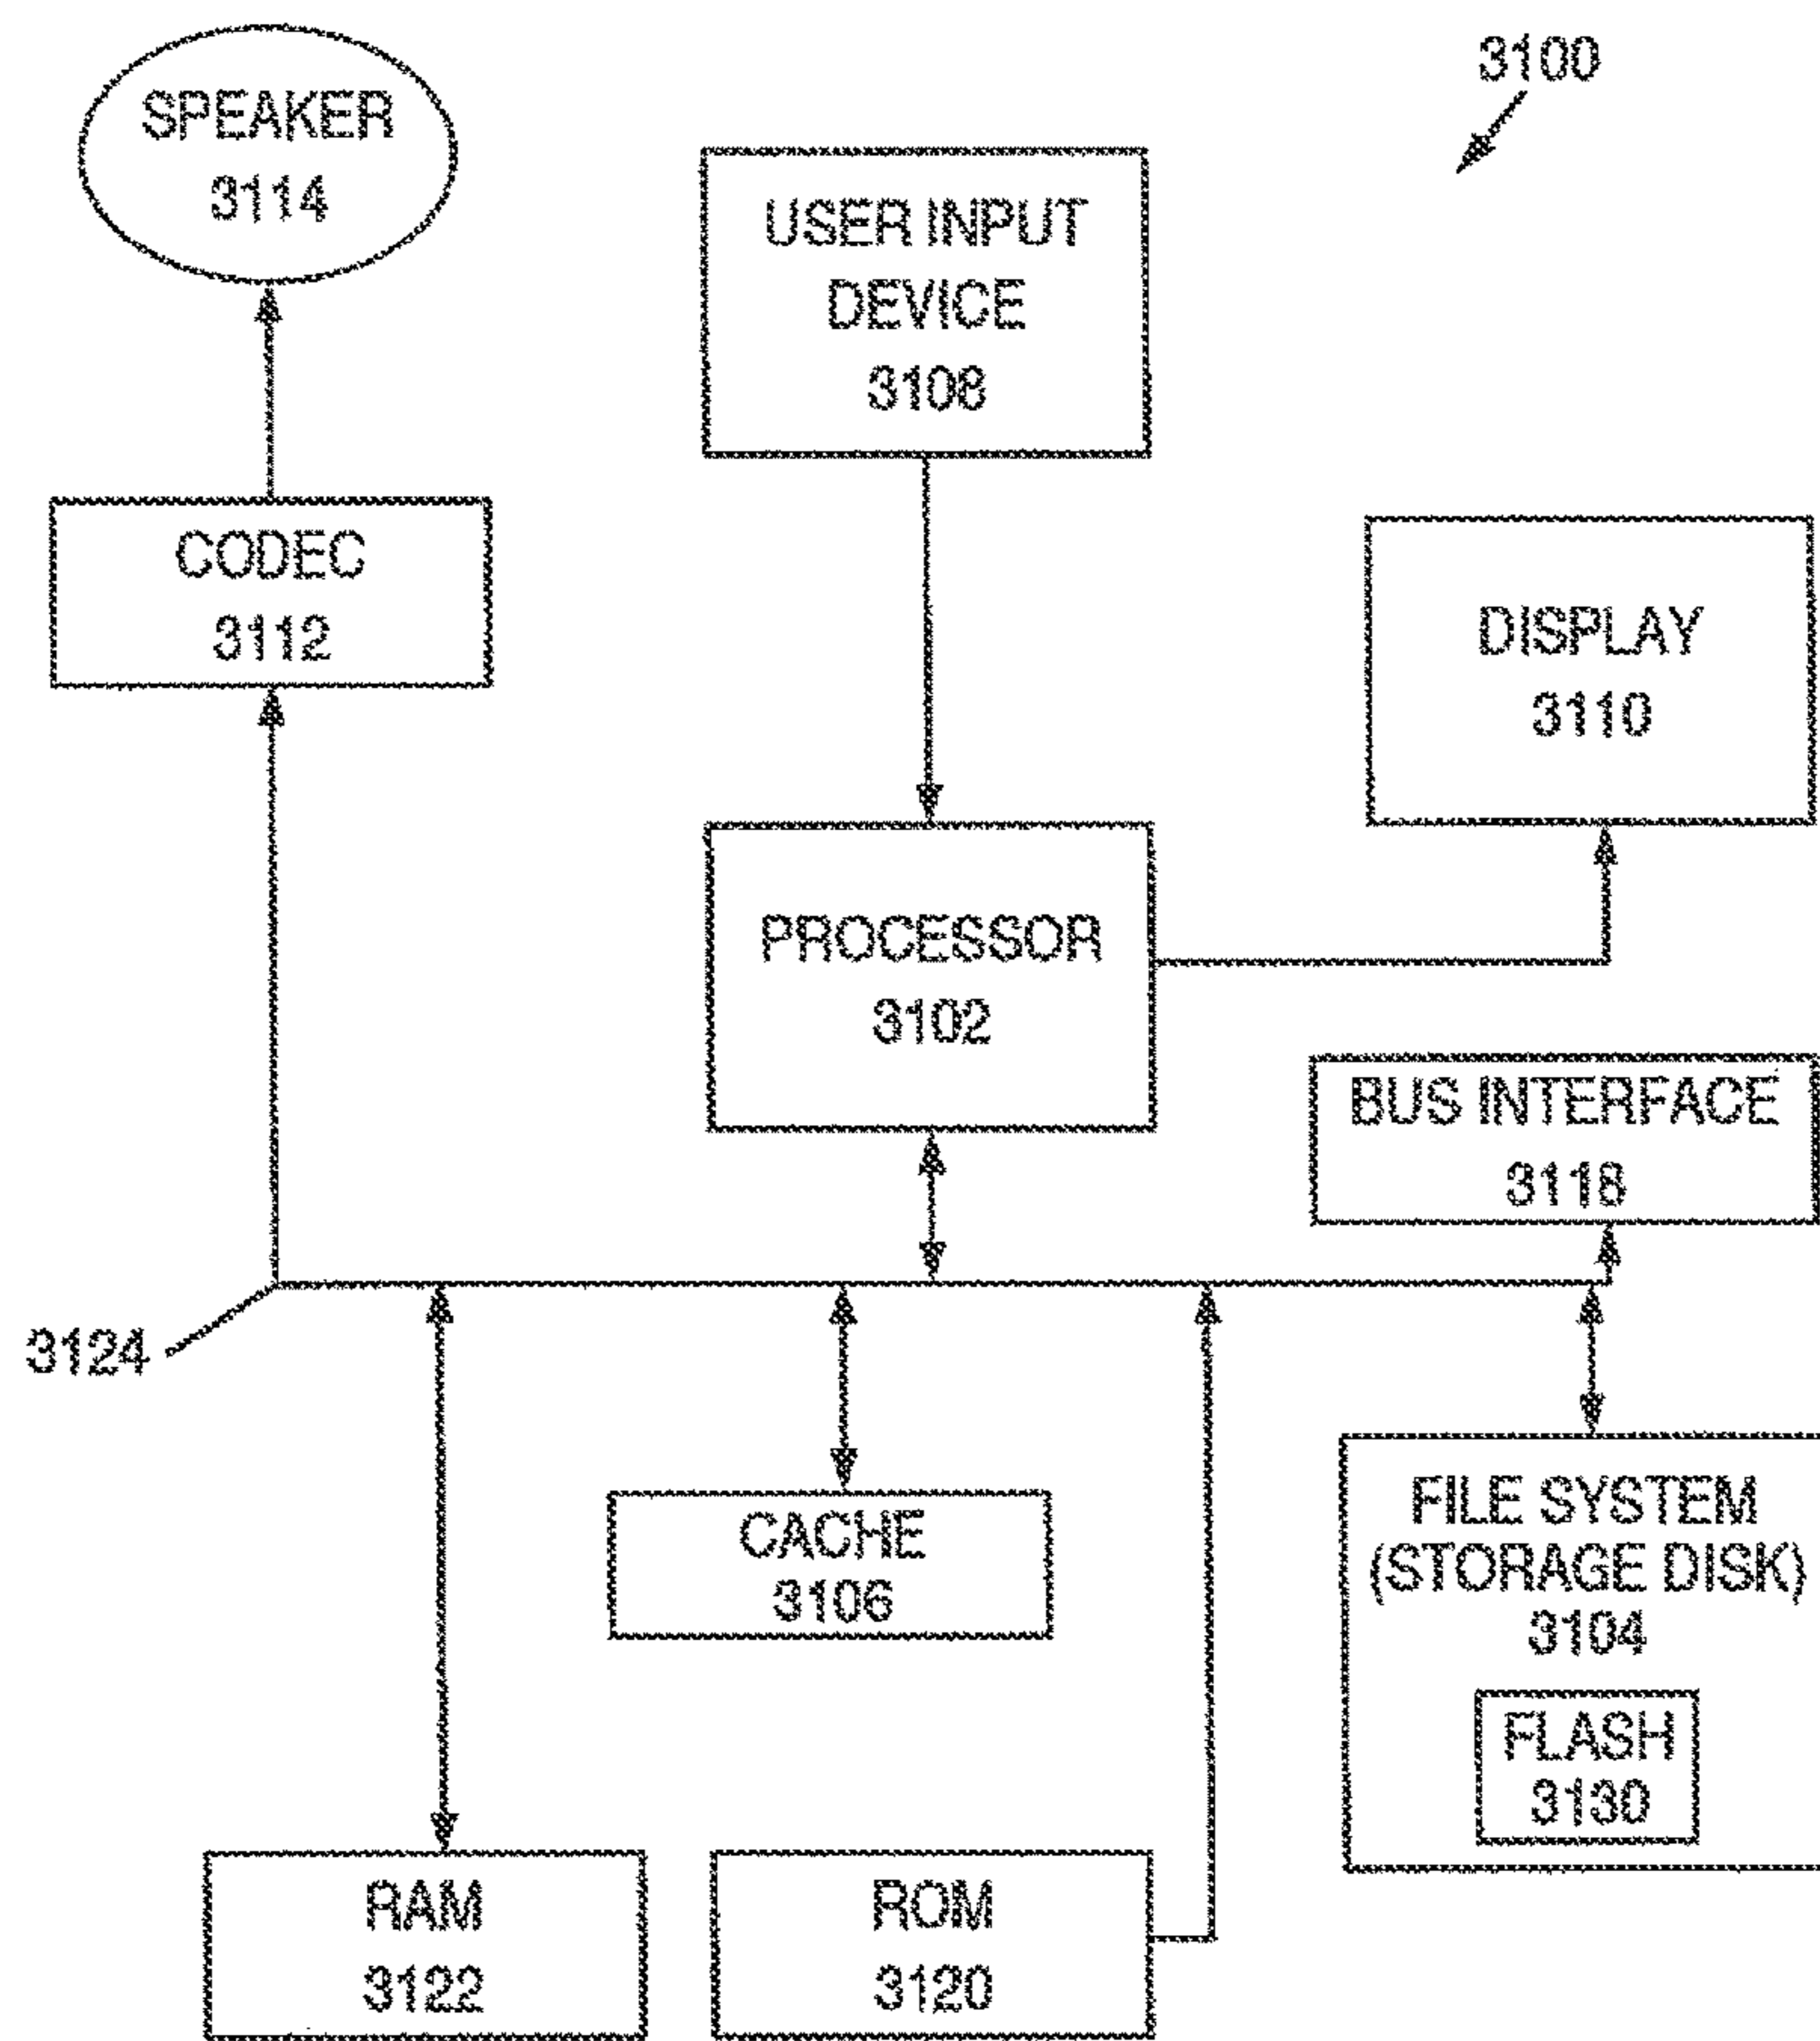 SPEAKER
3114
3100
USER INPUT
DEVICE
3108
CODEC
3112
DISPLAY
3110
PROCESSOR
3102
BUS INTERFACE
3118
3124
CACHE
3106
FILE SYSTEM
(STORAGE DISK)
3104
FLASH
3130
RAM
3122
ROM
3120